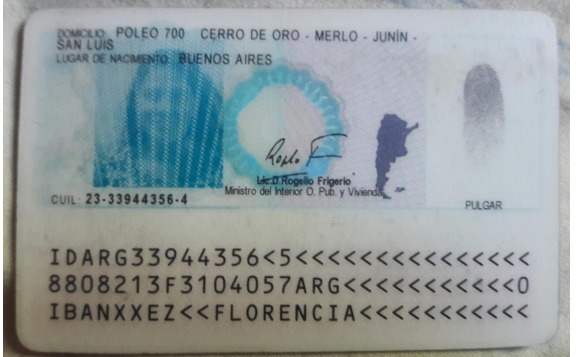 DOMICILIO: POLEO 700 CERRO DE ORO - MERLO - JUNÍN -
SAN LUIS
LUGAR DE NACIMIENTO: BUENOS AIRES
Lic.D.Rogelio Frigerio
Ministro del Interior O. Pub. y Vivienda
CUIL: 23-33944356-4
PULGAR
IDARG33944356<5<<<<<<<<<<<<<<<
8808213F3104057ARG<<<<<<<<<<<0
IBANXXEZ<<FLORENCIA<<<<<<<<<<<